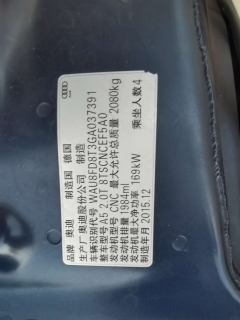 品牌 奥迪 制造国 德国
生产厂 奥迪股份公司 制造
车辆识别代号 WAU8FD8T3GA037391
整车型号 A5 2.0T 8TSCNCEF5A0
发动机型号 CNC 最大允许总质量 2080kg
发动机排量 1984ml
发动机最大净功率 169kW 乘坐人数 4
制造年月 2015.12